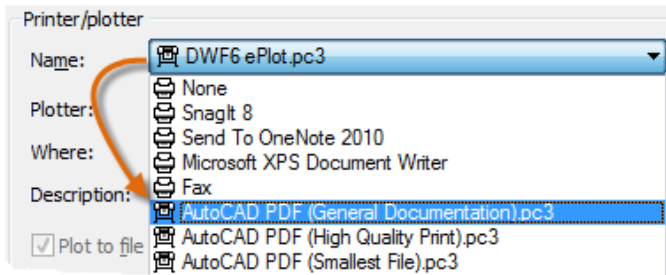 Printer/plotter
Name: DWF6 ePlot.pc3
None
Plotter: SnagIt 8
Send To OneNote 2010
Where: Microsoft XPS Document Writer
Fax
Description: AutoCAD PDF (General Documentation).pc3
Plot to file AutoCAD PDF (High Quality Print).pc3
AutoCAD PDF (Smallest File).pc3